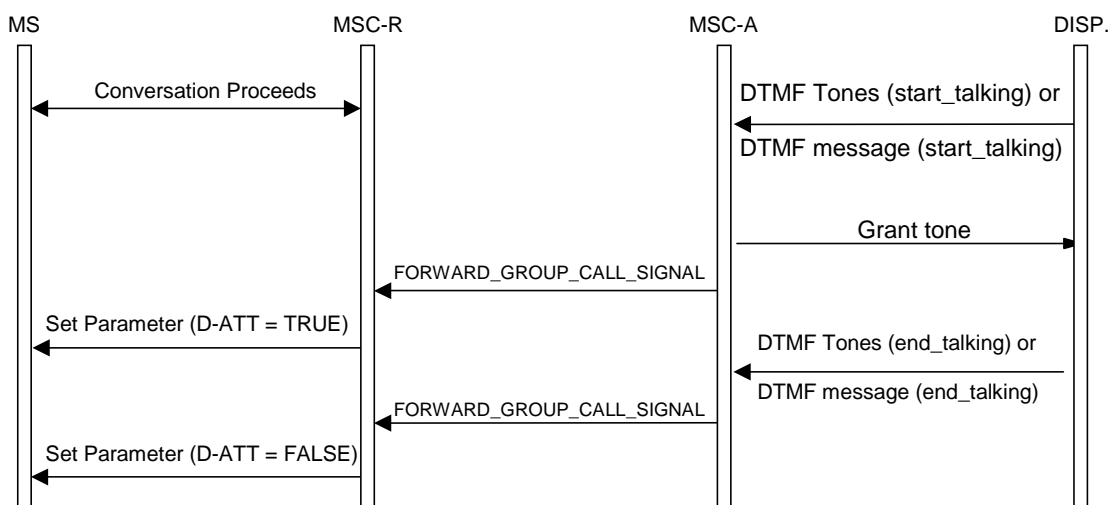 MS
MSC-R
MSC-A
DISP.
Conversation Proceeds
DTMF Tones (start_talking) or
DTMF message (start_talking)
Grant tone
FORWARD_GROUP_CALL_SIGNAL
Set Parameter (D-ATT = TRUE)
DTMF Tones (end_talking) or
DTMF message (end_talking)
FORWARD_GROUP_CALL_SIGNAL
Set Parameter (D-ATT = FALSE)